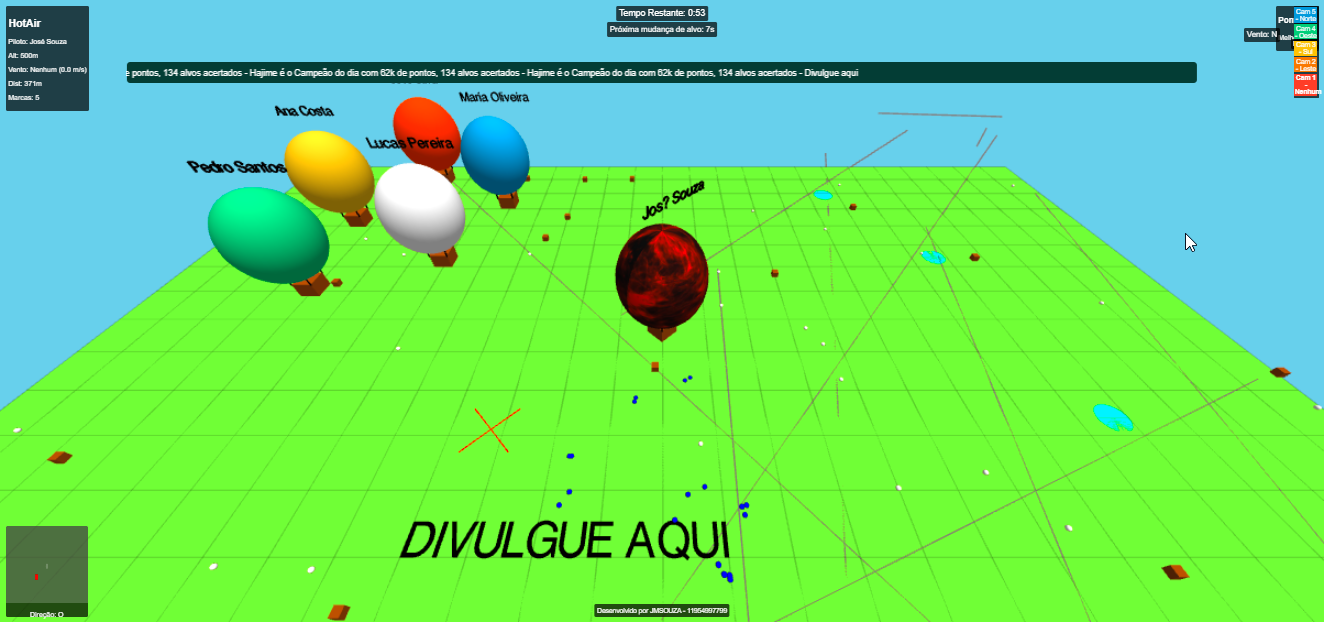 HotAir
Piloto: José Souza
Alt: 500m
Vento: Nenhum (0.0 m/s)
Dist: 371m
Marcas: 5
Tempo Restante: 0:53
Próxima mudança de alvo: 7s
Pon
Vento: N
Melh
Cam 5
- Norte
Cam 4
- Oeste
Cam 3
- Sul
Cam 2
- Leste
Cam 1
-
Nenhum
e pontos, 134 alvos acertados - Hajime é o Campeão do dia com 62k de pontos, 134 alvos acertados - Hajime é o Campeão do dia com 62k de pontos, 134 alvos acertados - Divulgue aqui
Maria Oliveira
Ana Costa
Lucas Pereira
Pedro Santos
Jos? Souza
DIVULGUE AQUI
Direção: O
Desenvolvido por JMSOUZA - 11954997799